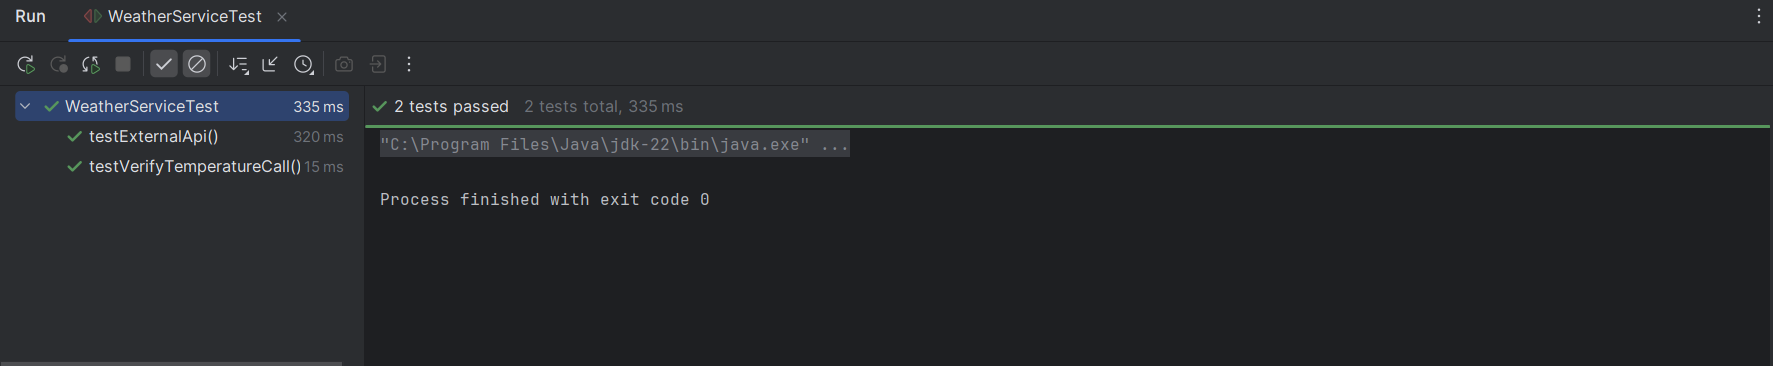 Run WeatherServiceTest
WeatherServiceTest 335 ms
testExternalApi() 320 ms
testVerifyTemperatureCall() 15 ms
2 tests passed 2 tests total, 335 ms
"C:\Program Files\Java\jdk-22\bin\java.exe" ...
Process finished with exit code 0